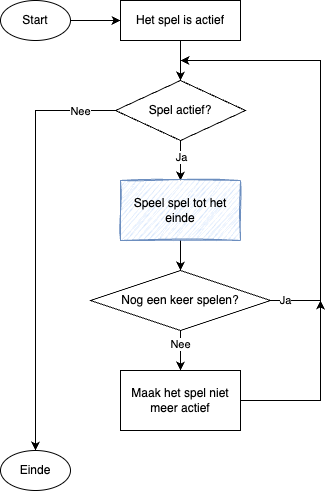 Start
Het spel is actief
Nee
Spel actief?
Ja
Speel spel tot het
einde
Nog een keer spelen?
Ja
Nee
Maak het spel niet
meer actief
Einde